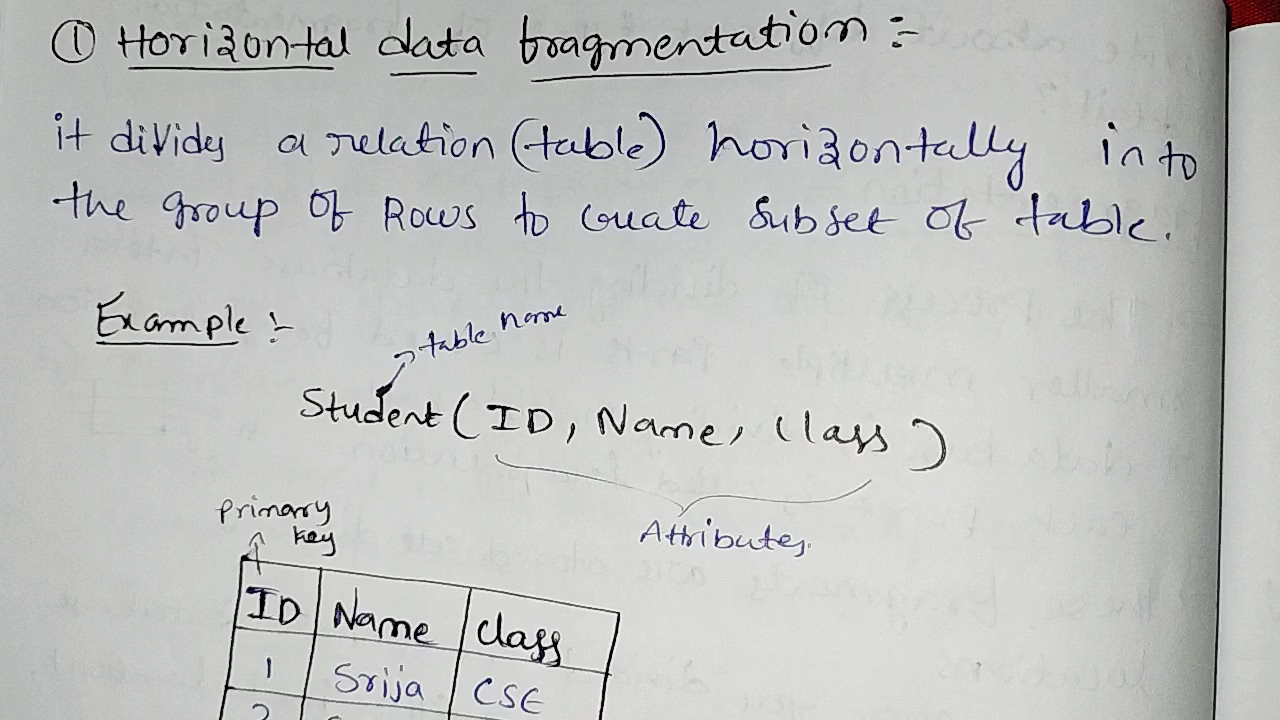 ① Horizontal data fragmentation :-
it divides a relation (table) horizontally into
the group of Rows to create subset of table.
Example :-
table name
Student ( ID, Name, Class )
Attributes.
primary
key
ID Name Class
1 Srija CSE
2